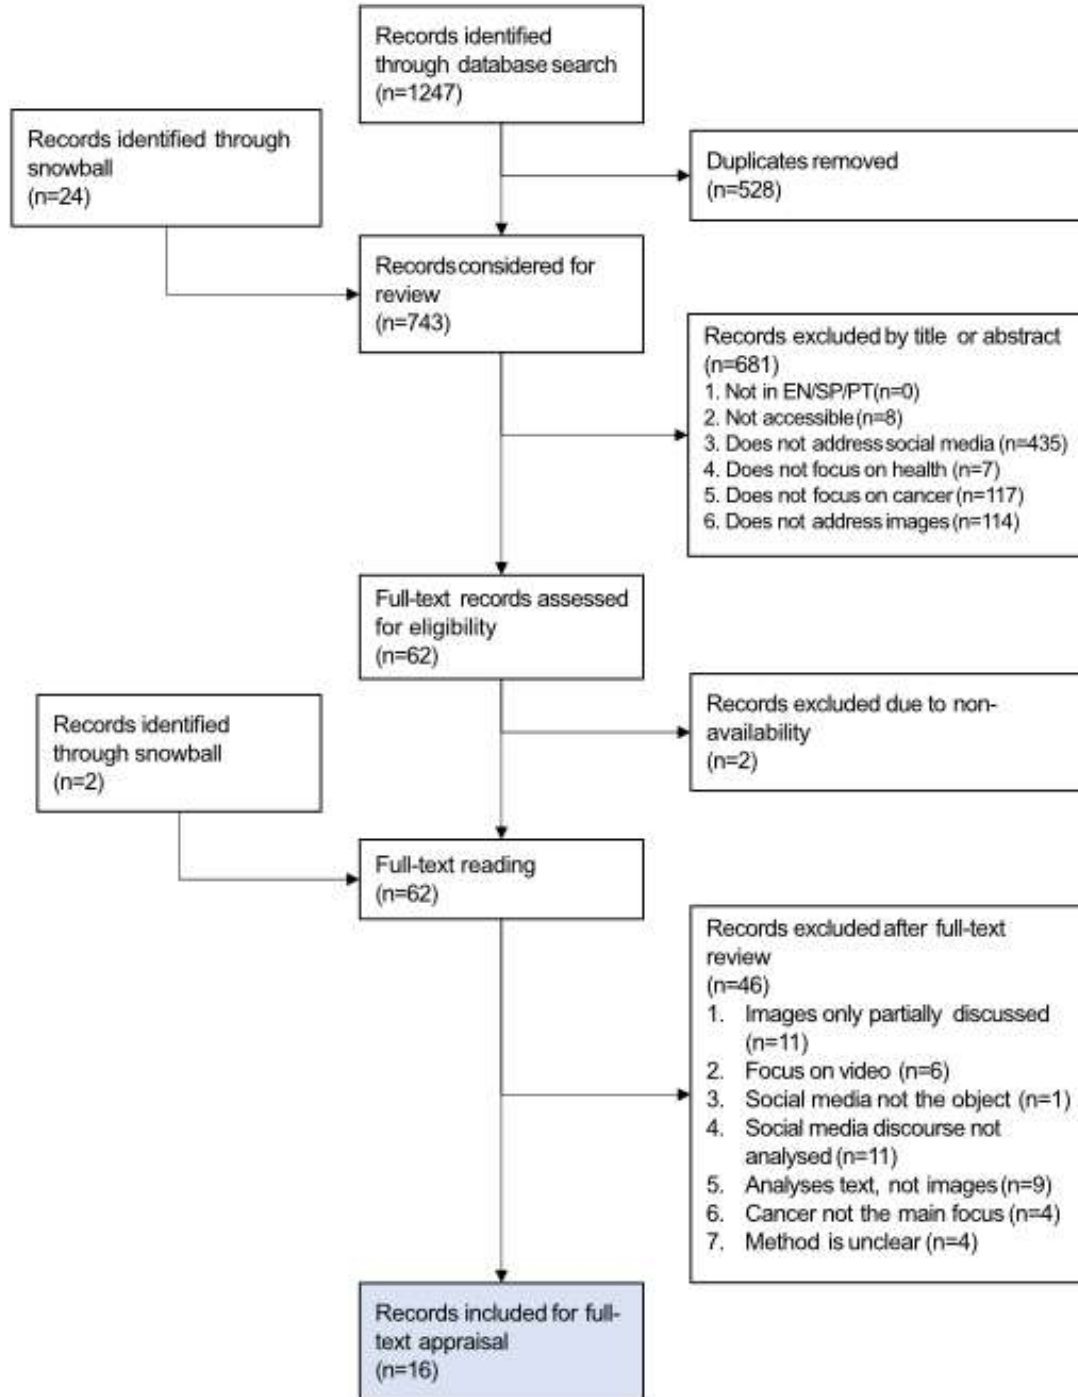 Records identified
through database search
(n=1247)
Records identified through
snowball
(n=24)
Duplicates removed
(n=528)
Records considered for
review
(n=743)
Records excluded by title or abstract
(n=681)
1. Not in EN/SP/PT(n=0)
2. Not accessible (n=8)
3. Does not address social media (n=435)
4. Does not focus on health (n=7)
5. Does not focus on cancer (n=117)
6. Does not address images (n=114)
Full-text records assessed
for eligibility
(n=62)
Records excluded due to non-
availability
(n=2)
Records identified
through snowball
(n=2)
Full-text reading
(n=62)
Records excluded after full-text
review
(n=46)
1. Images only partially discussed
(n=11)
2. Focus on video (n=6)
3. Social media not the object (n=1)
4. Social media discourse not
analysed (n=11)
5. Analyses text, not images (n=9)
6. Cancer not the main focus (n=4)
7. Method is unclear (n=4)
Records included for full-
text appraisal
(n=16)